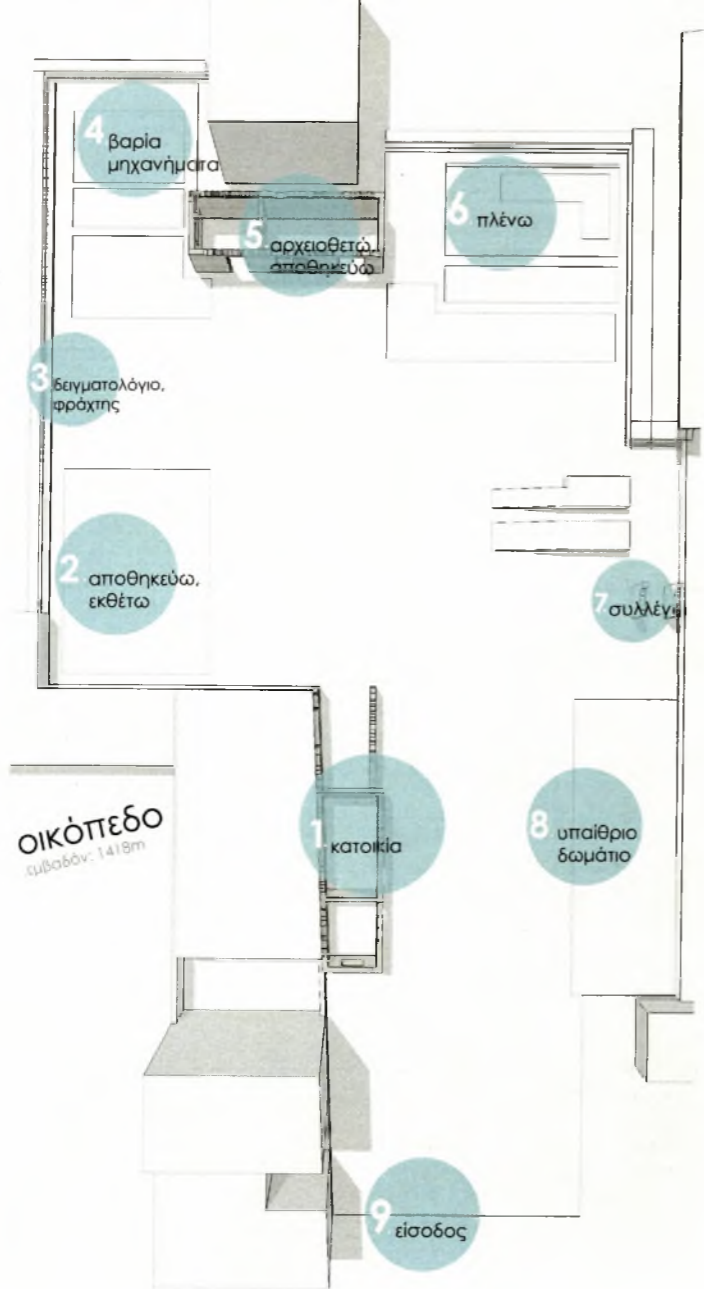 4 βαρία
μηχανήματα
5 αρχειοθετώ,
αποθηκεύω
6 πλένω
3 δειγματολόγιο,
φράχτης
2 αποθηκεύω,
εκθέτω
7 συλλέγω
οικόπεδο
εμβαδόν: 1418m
1 κατοικία
8 υπαίθριο
δωμάτιο
9 είσοδος